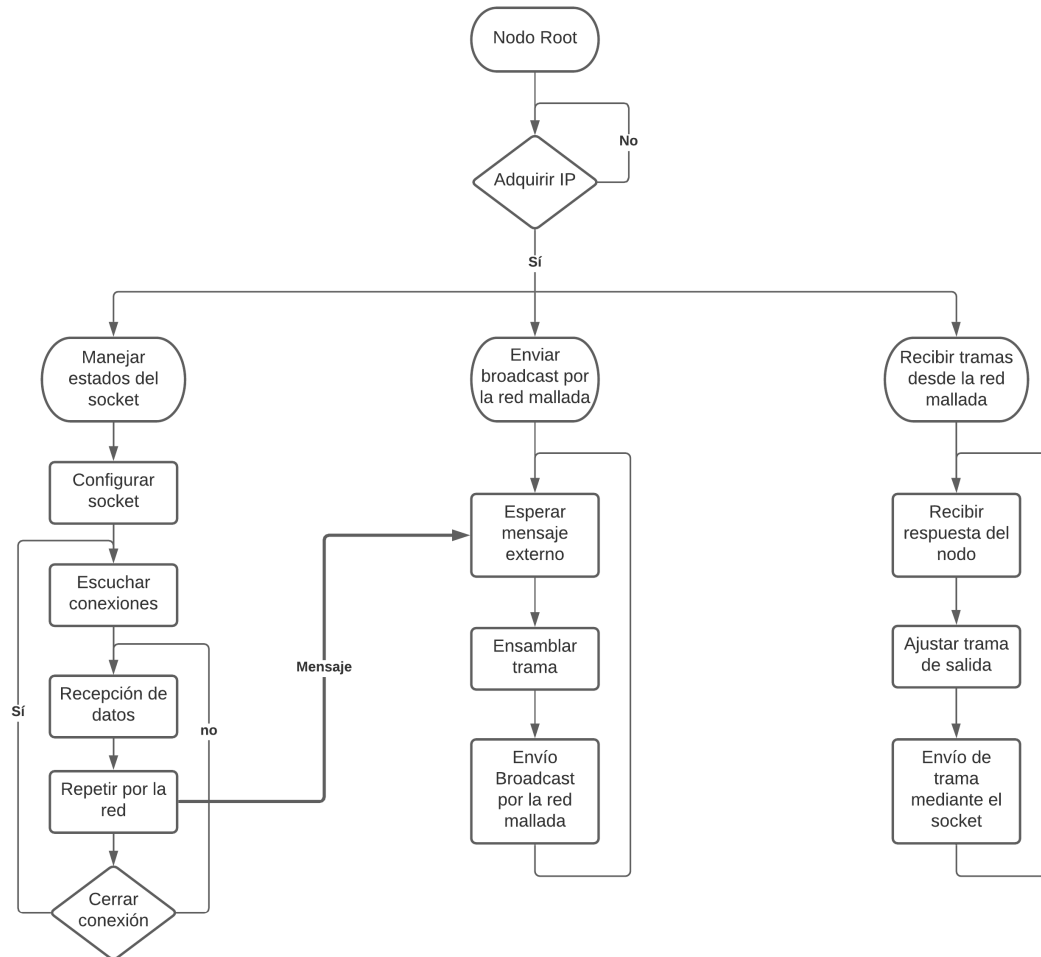 Nodo Root
No
Adquirir IP
Sí
Manejar
estados del
socket
Enviar
broadcast por
la red mallada
Recibir tramas
desde la red
mallada
Configurar
socket
Esperar
mensaje
externo
Recibir
respuesta del
nodo
Escuchar
conexiones
Ensamblar
trama
Ajustar trama
de salida
Mensaje
Recepción de
datos
Sí
no
Repetir por la
red
Envío
Broadcast
por la red
mallada
Envío de
trama
mediante el
socket
Cerrar
conexión